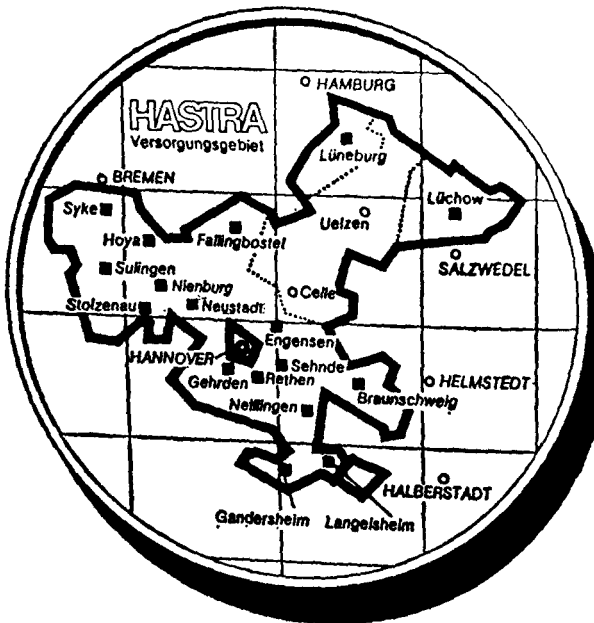 HAMBURG
HASTRA
Versorgungsgebiet
Lüneburg
BREMEN
Syke
Lüchow
Uelzen
Hoya
Fallingbostel
SALZWEDEL
Sulingen
Nienburg
Celle
Stolzenau
Neustadt
Engensen
HANNOVER
Sehnde
Gehrden
Rethen
HELMSTEDT
Braunschweig
Nettlingen
HALBERSTADT
Gandersheim
Langelsheim